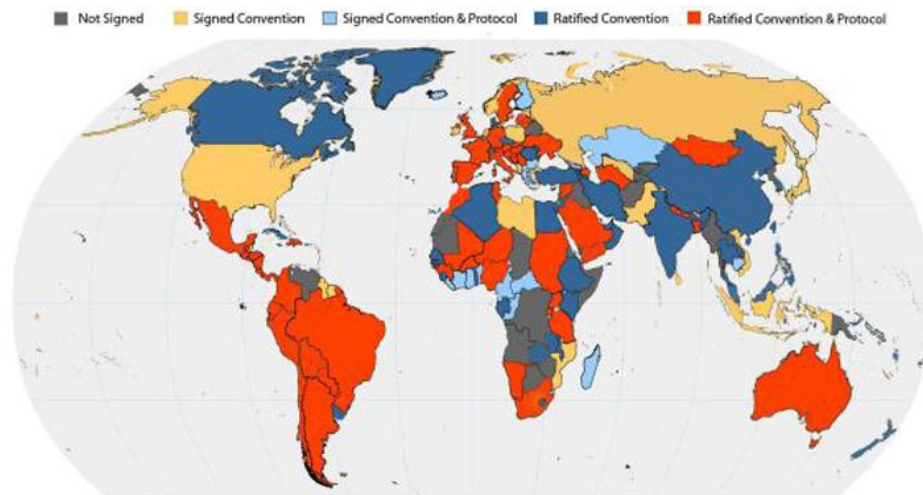 Not Signed Signed Convention Signed Convention & Protocol Ratified Convention Ratified Convention & Protocol